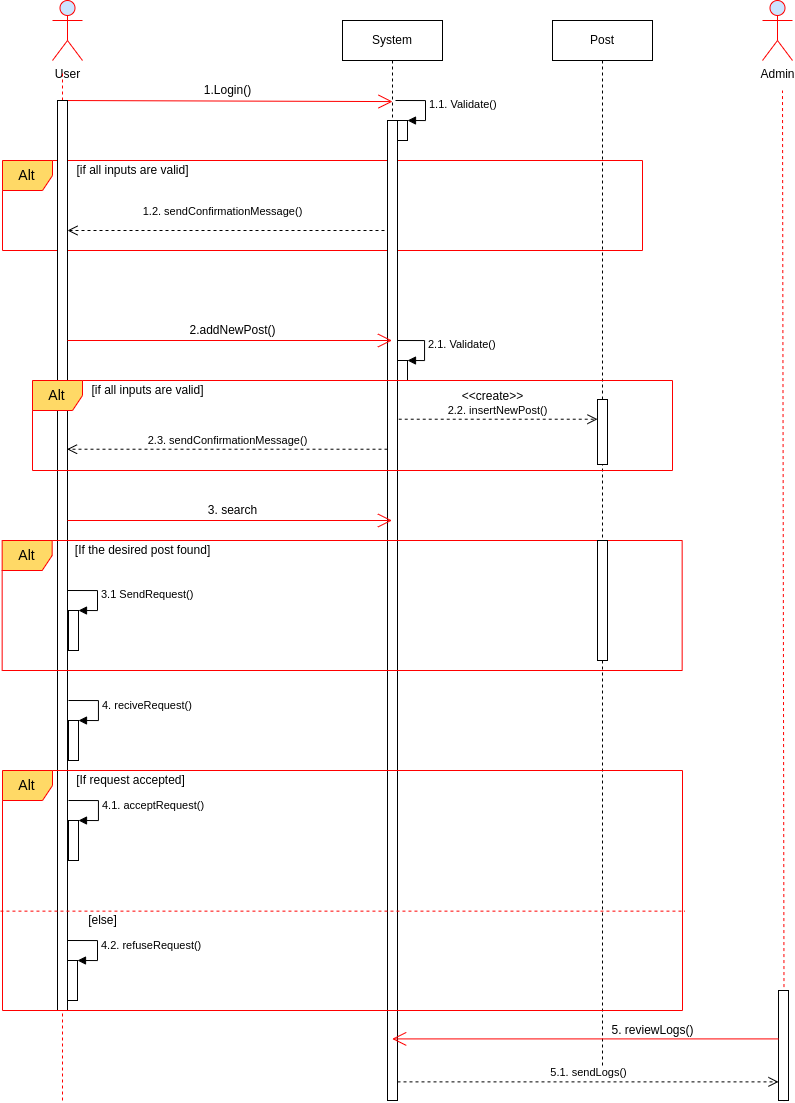 User
System
Post
Admin
1.Login()
1.1. Validate()
Alt
[if all inputs are valid]
1.2. sendConfirmationMessage()
2.addNewPost()
2.1. Validate()
Alt
[if all inputs are valid]
<<create>>
2.2. insertNewPost()
2.3. sendConfirmationMessage()
3. search
Alt
[If the desired post found]
3.1 SendRequest()
4. reciveRequest()
Alt
[If request accepted]
4.1. acceptRequest()
[else]
4.2. refuseRequest()
5. reviewLogs()
5.1. sendLogs()